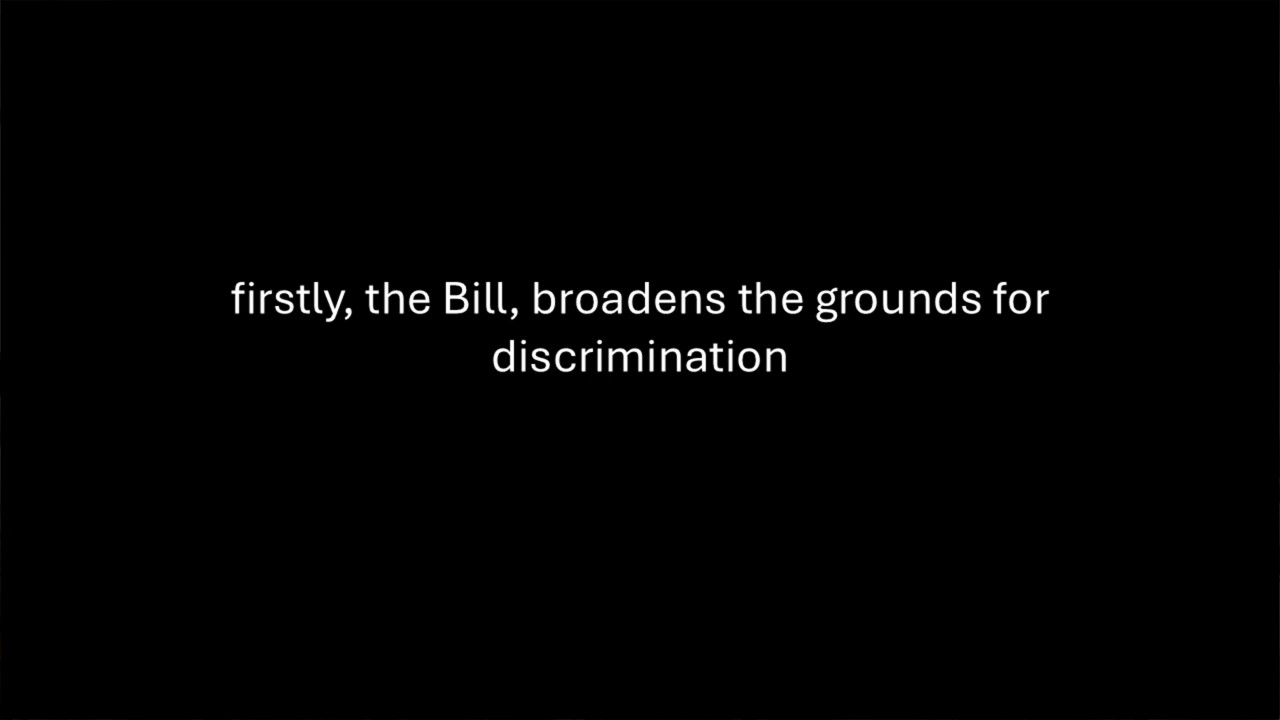 firstly, the Bill, broadens the grounds for
discrimination